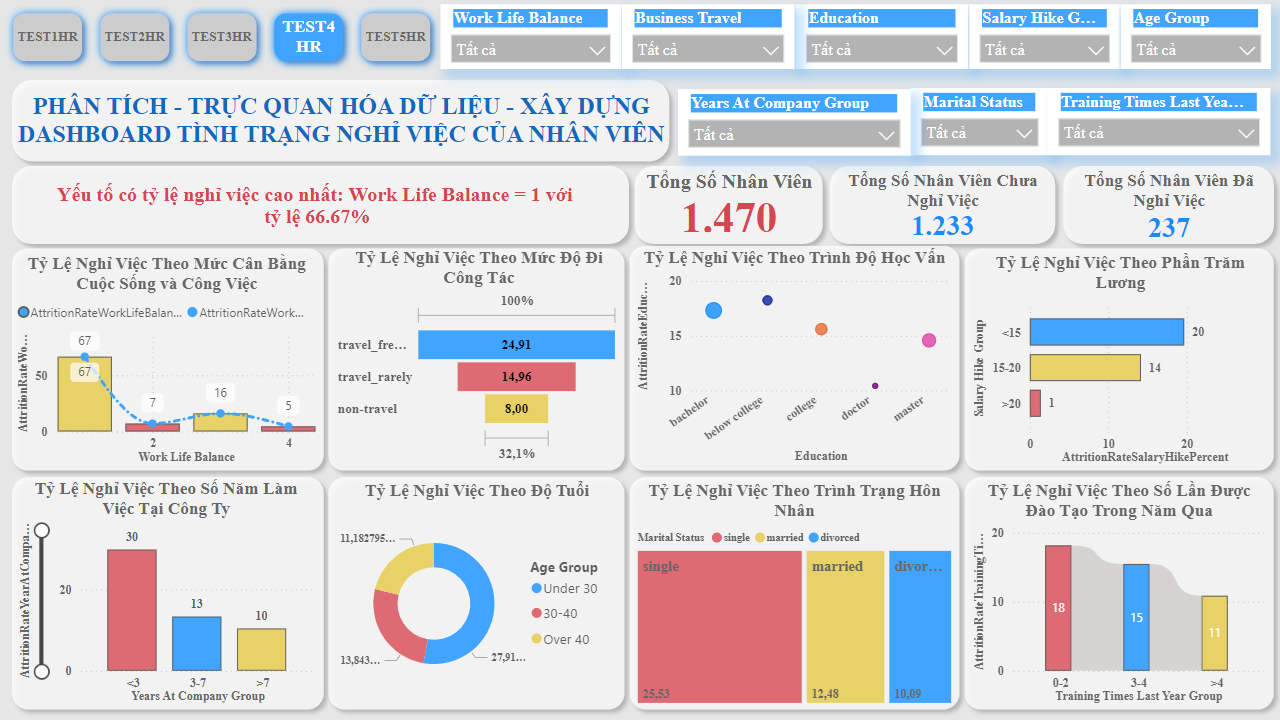 TEST1HR
TEST2HR
TEST3HR
TEST4
HR
TEST5HR
Work Life Balance
Tất cả
Business Travel
Tất cả
Education
Tất cả
Salary Hike G...
Tất cả
Age Group
Tất cả
PHÂN TÍCH - TRỰC QUAN HÓA DỮ LIỆU - XÂY DỰNG
DASHBOARD TÌNH TRẠNG NGHỈ VIỆC CỦA NHÂN VIÊN
Years At Company Group
Tất cả
Marital Status
Tất cả
Training Times Last Yea...
Tất cả
Yếu tố có tỷ lệ nghỉ việc cao nhất: Work Life Balance = 1 với
tỷ lệ 66.67%
Tổng Số Nhân Viên
1.470
Tổng Số Nhân Viên Chưa
Nghỉ Việc
1.233
Tổng Số Nhân Viên Đã
Nghỉ Việc
237
Tỷ Lệ Nghỉ Việc Theo Mức Cân Bằng
Cuộc Sống và Công Việc
AttritionRateWorkLifeBalan...
AttritionRateWork...
AttritionRateWo...
50
0
67
67
7
16
5
2
4
Work Life Balance
Tỷ Lệ Nghỉ Việc Theo Mức Độ Đi
Công Tác
100%
travel_fre...
24,91
travel_rarely
14,96
non-travel
8,00
32,1%
Tỷ Lệ Nghỉ Việc Theo Trình Độ Học Vấn
AttritionRateEduc...
20
15
10
bachelor
below college
college
doctor
master
Education
Tỷ Lệ Nghỉ Việc Theo Phần Trăm
Lương
Salary Hike Group
<15
20
15-20
14
>20
1
0
10
20
AttritionRateSalaryHikePercent
Tỷ Lệ Nghỉ Việc Theo Số Năm Làm
Việc Tại Công Ty
AttritionRateYearAtCompa...
20
0
30
13
10
<3
3-7
>7
Years At Company Group
Tỷ Lệ Nghỉ Việc Theo Độ Tuổi
11,182795...
13,843...
27,91...
Age Group
Under 30
30-40
Over 40
Tỷ Lệ Nghỉ Việc Theo Trình Trạng Hôn
Nhân
Marital Status
single
married
divorced
single
25,53
married
12,48
divor...
10,09
Tỷ Lệ Nghỉ Việc Theo Số Lần Được
Đào Tạo Trong Năm Qua
AttritionRateTrainingTi...
20
10
0
18
15
11
0-2
3-4
>4
Training Times Last Year Group